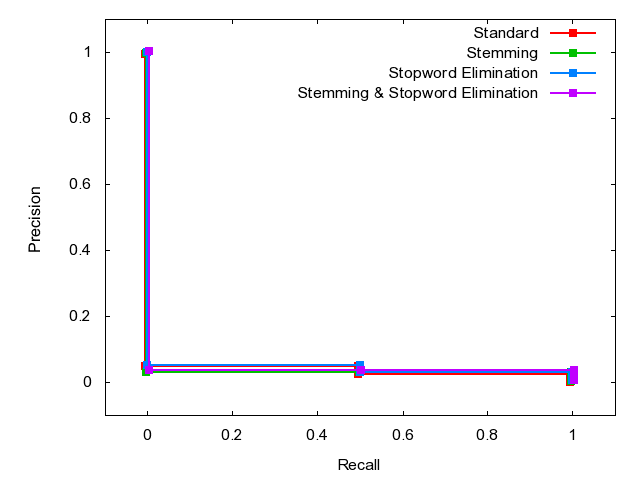 Standard
Stemming
Stopword Elimination
Stemming & Stopword Elimination
Precision
1
0.8
0.6
0.4
0.2
0
0 0.2 0.4 0.6 0.8 1
Recall